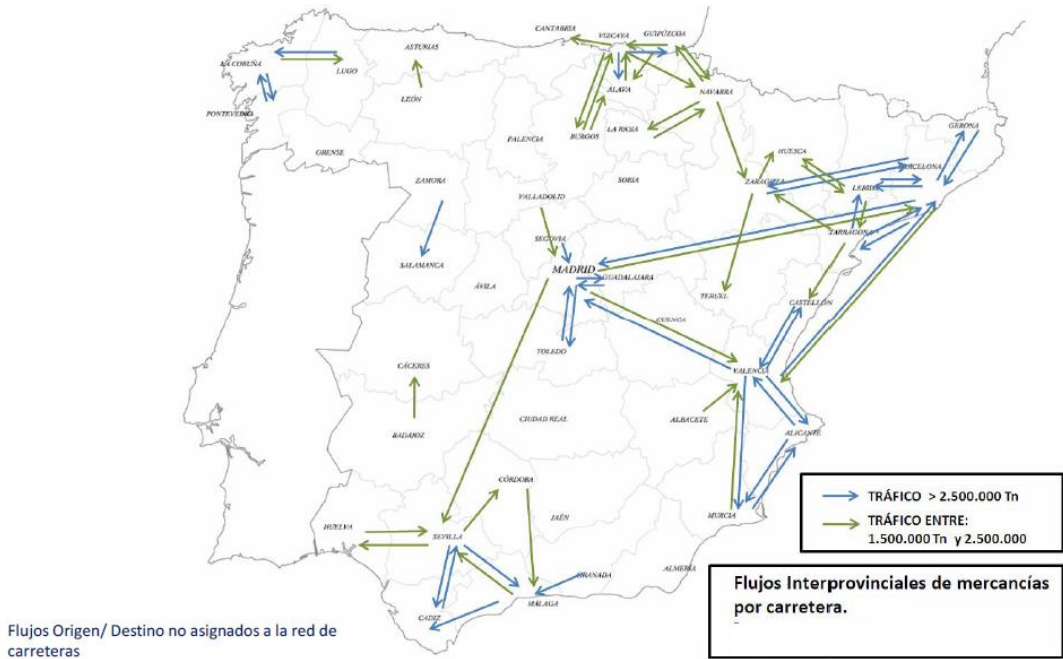 CANTABRIA
VIZCAYA
GUIPÚZCOA
ASTURIAS
LA CORUÑA
LUGO
LEÓN
ALAVA
NAVARRA
PONTEVEDRA
ORENSE
PALENCIA
BURGOS
LA RIOJA
HUESCA
GERONA
ZAMORA
SORIA
ZARAGOZA
LERIDA
BARCELONA
VALLADOLID
SEGOVIA
TARRAGONA
SALAMANCA
MADRID
GUADALAJARA
ÁVILA
TERUEL
CASTELLÓN
CUENCA
TOLEDO
CÁCERES
VALENCIA
CIUDAD REAL
ALBACETE
BADAJOZ
ALICANTE
CÓRDOBA
JAÉN
MURCIA
HUELVA
SEVILLA
GRANADA
ALMERÍA
MÁLAGA
CADIZ
TRÁFICO > 2.500.000 Tn
TRÁFICO ENTRE:
1.500.000 Tn y 2.500.000
Flujos Interprovinciales de mercancías
por carretera.
Flujos Origen/ Destino no asignados a la red de
carreteras